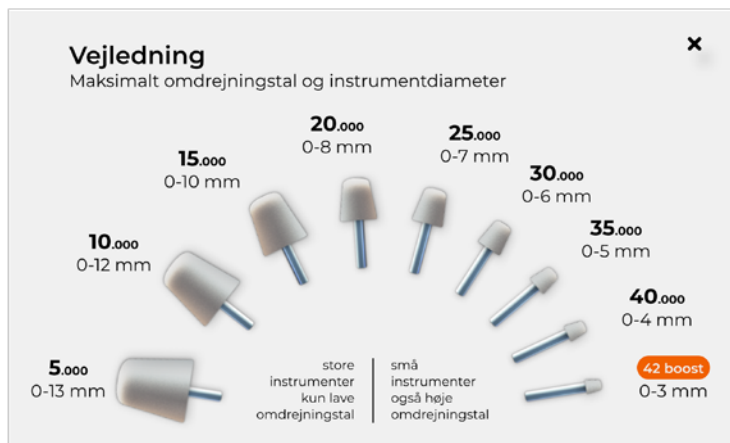 Vejledning
Maksimalt omdrejningstal og instrumentdiameter
5.000
0-13 mm
10.000
0-12 mm
15.000
0-10 mm
20.000
0-8 mm
25.000
0-7 mm
30.000
0-6 mm
35.000
0-5 mm
40.000
0-4 mm
42 boost
0-3 mm
store
instrumenter
kun lave
omdrejningstal
små
instrumenter
også høje
omdrejningstal